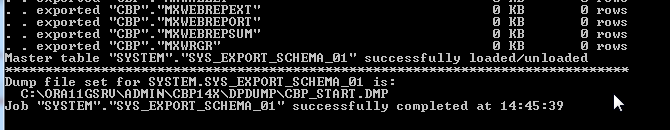 . . exported "CBP"."MXWEBREPEXT" 0 KB 0 rows
. . exported "CBP"."MXWEBREPORT" 0 KB 0 rows
. . exported "CBP"."MXWEBREPSUM" 0 KB 0 rows
. . exported "CBP"."MXWRGR" 0 KB 0 rows
Master table "SYSTEM"."SYS_EXPORT_SCHEMA_01" successfully loaded/unloaded
******************************************************************************
Dump file set for SYSTEM.SYS_EXPORT_SCHEMA_01 is:
C:\ORA11GSRU\ADMIN\CBP14X\DPDUMP\CBP_START.DMP
Job "SYSTEM"."SYS_EXPORT_SCHEMA_01" successfully completed at 14:45:39